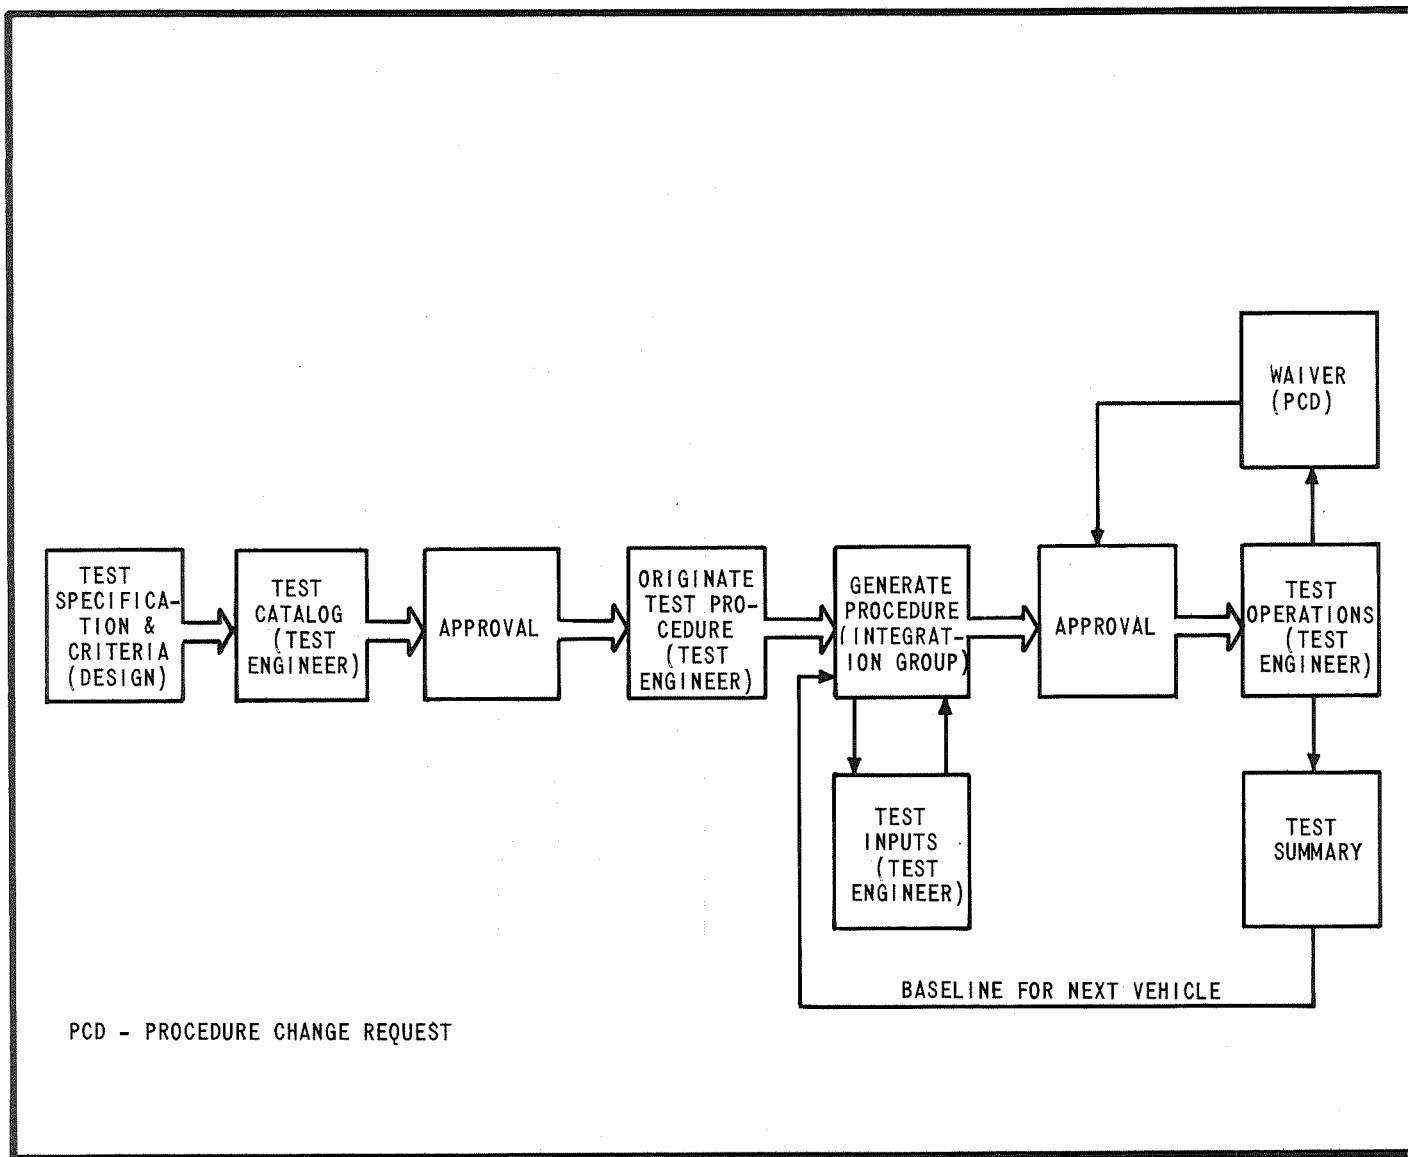 WAIVER
(PCD)
TEST
SPECIFICA-
TION &
CRITERIA
(DESIGN)
TEST
CATALOG
(TEST
ENGINEER)
APPROVAL
ORIGINATE
TEST PRO-
CEDURE
(TEST
ENGINEER)
GENERATE
PROCEDURE
(INTEGRAT-
ION GROUP)
APPROVAL
TEST
OPERATIONS
(TEST
ENGINEER)
TEST
INPUTS
(TEST
ENGINEER)
TEST
SUMMARY
BASELINE FOR NEXT VEHICLE
PCD - PROCEDURE CHANGE REQUEST